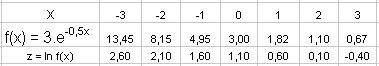 X -3 -2 -1 0 1 2 3
f(x) = 3.e^-0,5x 13,45 8,15 4,95 3,00 1,82 1,10 0,67
z = ln f(x) 2,60 2,10 1,60 1,10 0,60 0,10 -0,40